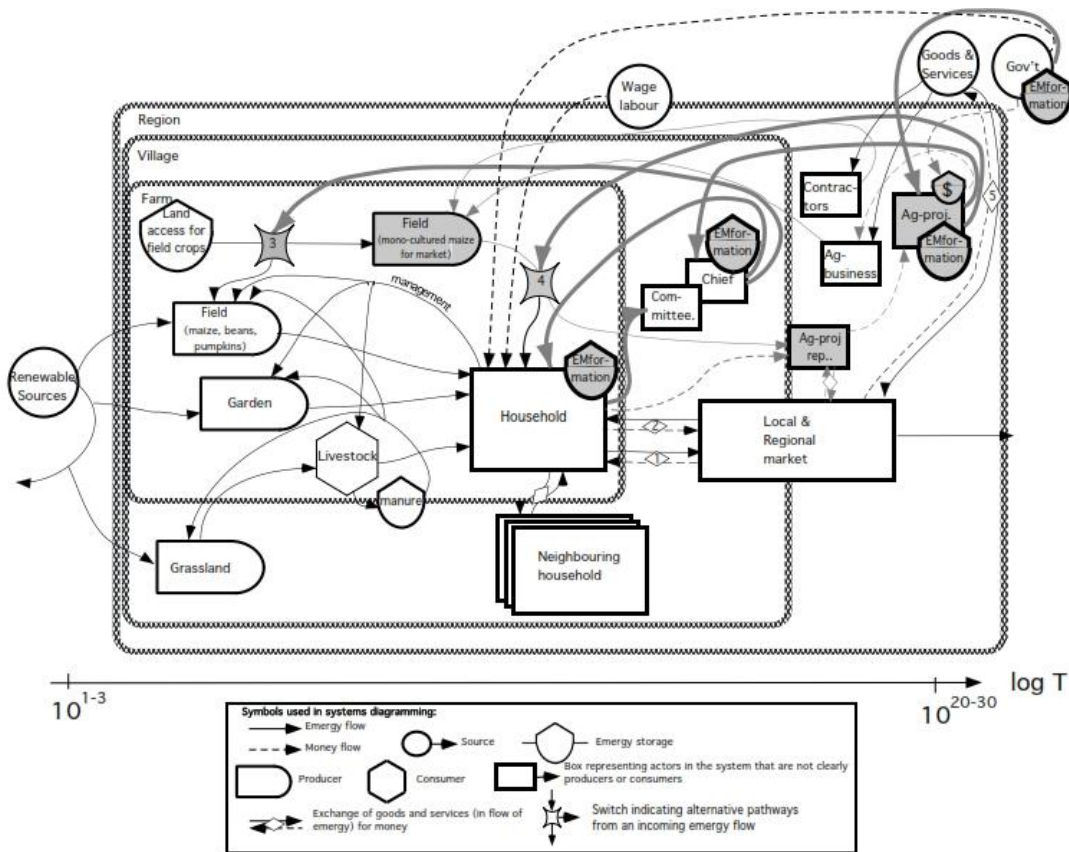 Goods &
Services
Gov't
EMfor-
mation
Wage
labour
Region
Village
Farm
Land
access for
field crops
3
Field
(mono-cultured maize
for market)
4
EMfor-
mation
Chief
Com-
mittee.
Contrac-
tors
$
Ag-proj.
EMfor-
mation
5
Ag-
business
management
Field
(maize, beans,
pumpkins)
Ag-proj
rep..
Renewable
Sources
EMfor-
mation
Garden
Household
Local &
Regional
market
2
1
Livestock
manure
Grassland
Neighbouring
household
log T
10 1-3
10 20-30
Symbols used in systems diagramming:
Emergy flow
Money flow
Source
Emergy storage
Producer
Consumer
Box representing actors in the system that are not clearly
producers or consumers
Exchange of goods and services (in flow of
emergy) for money
Switch indicating alternative pathways
from an incoming emergy flow